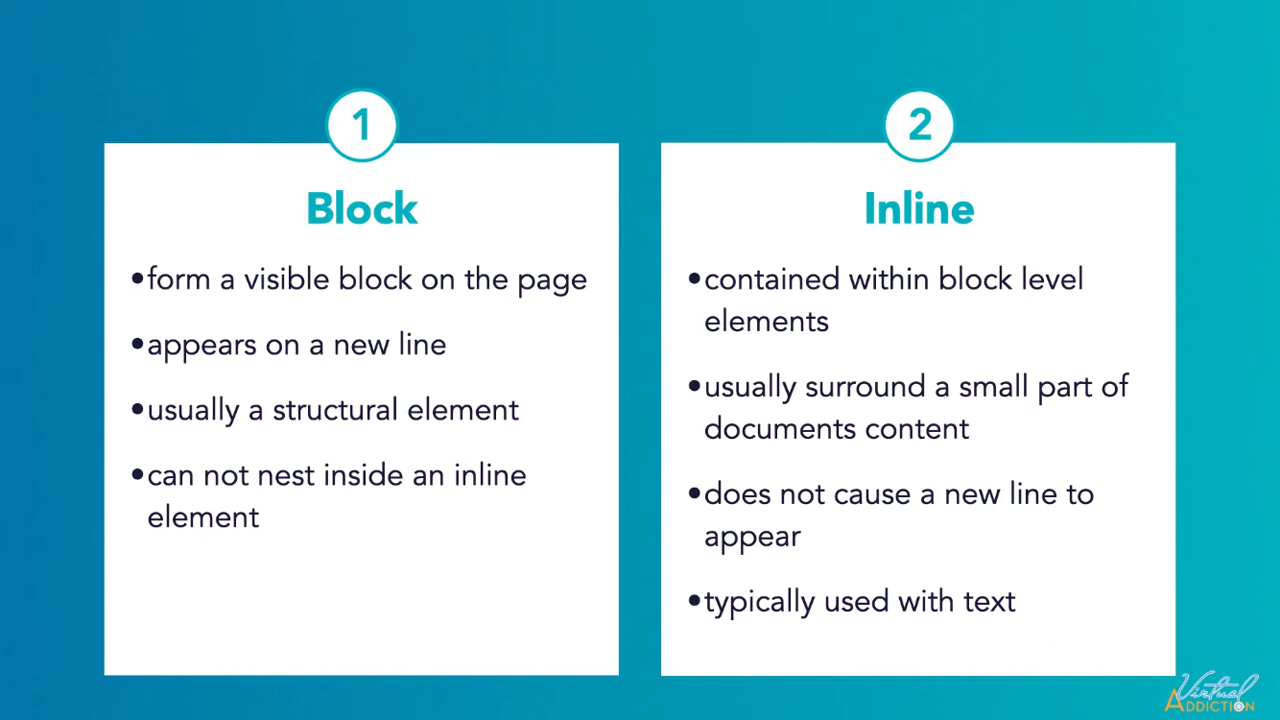 1
Block
•form a visible block on the page
•appears on a new line
•usually a structural element
•can not nest inside an inline
element
2
Inline
•contained within block level
elements
•usually surround a small part of
documents content
•does not cause a new line to
appear
•typically used with text
Virtual
ADDICTION